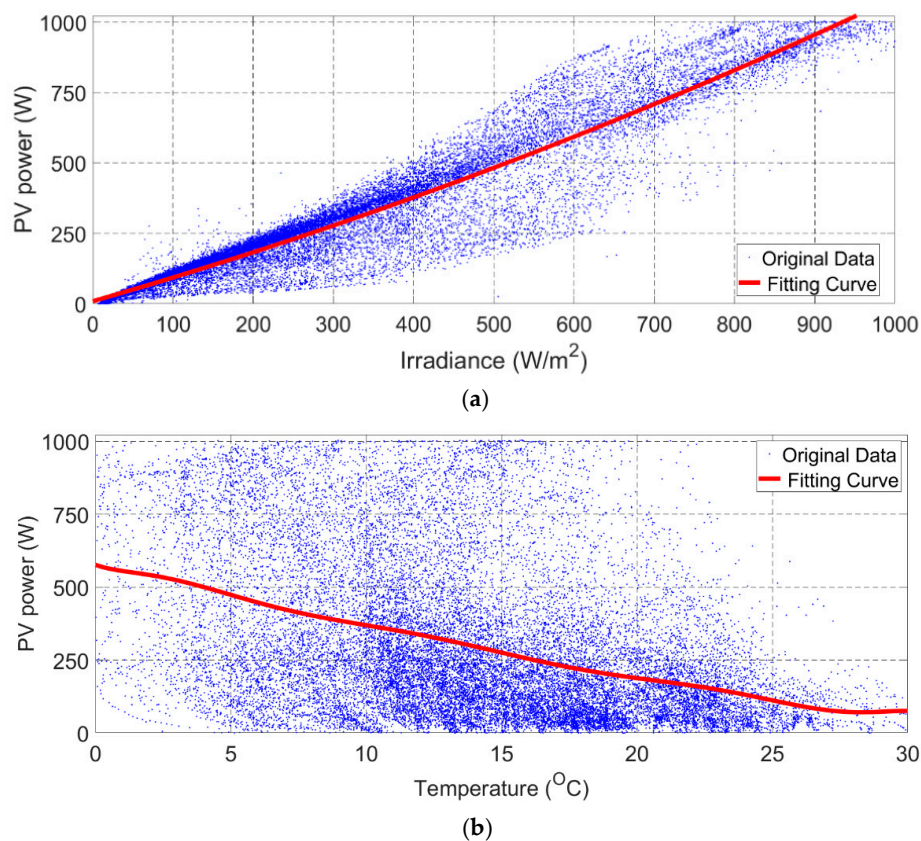 1000
750
500
250
0
PV power (W)
Original Data
Fitting Curve
0 100 200 300 400 500 600 700 800 900 1000
Irradiance (W/m²)
(a)
1000
750
500
250
0
PV power (W)
Original Data
Fitting Curve
0 5 10 15 20 25 30
Temperature (ᴼC)
(b)